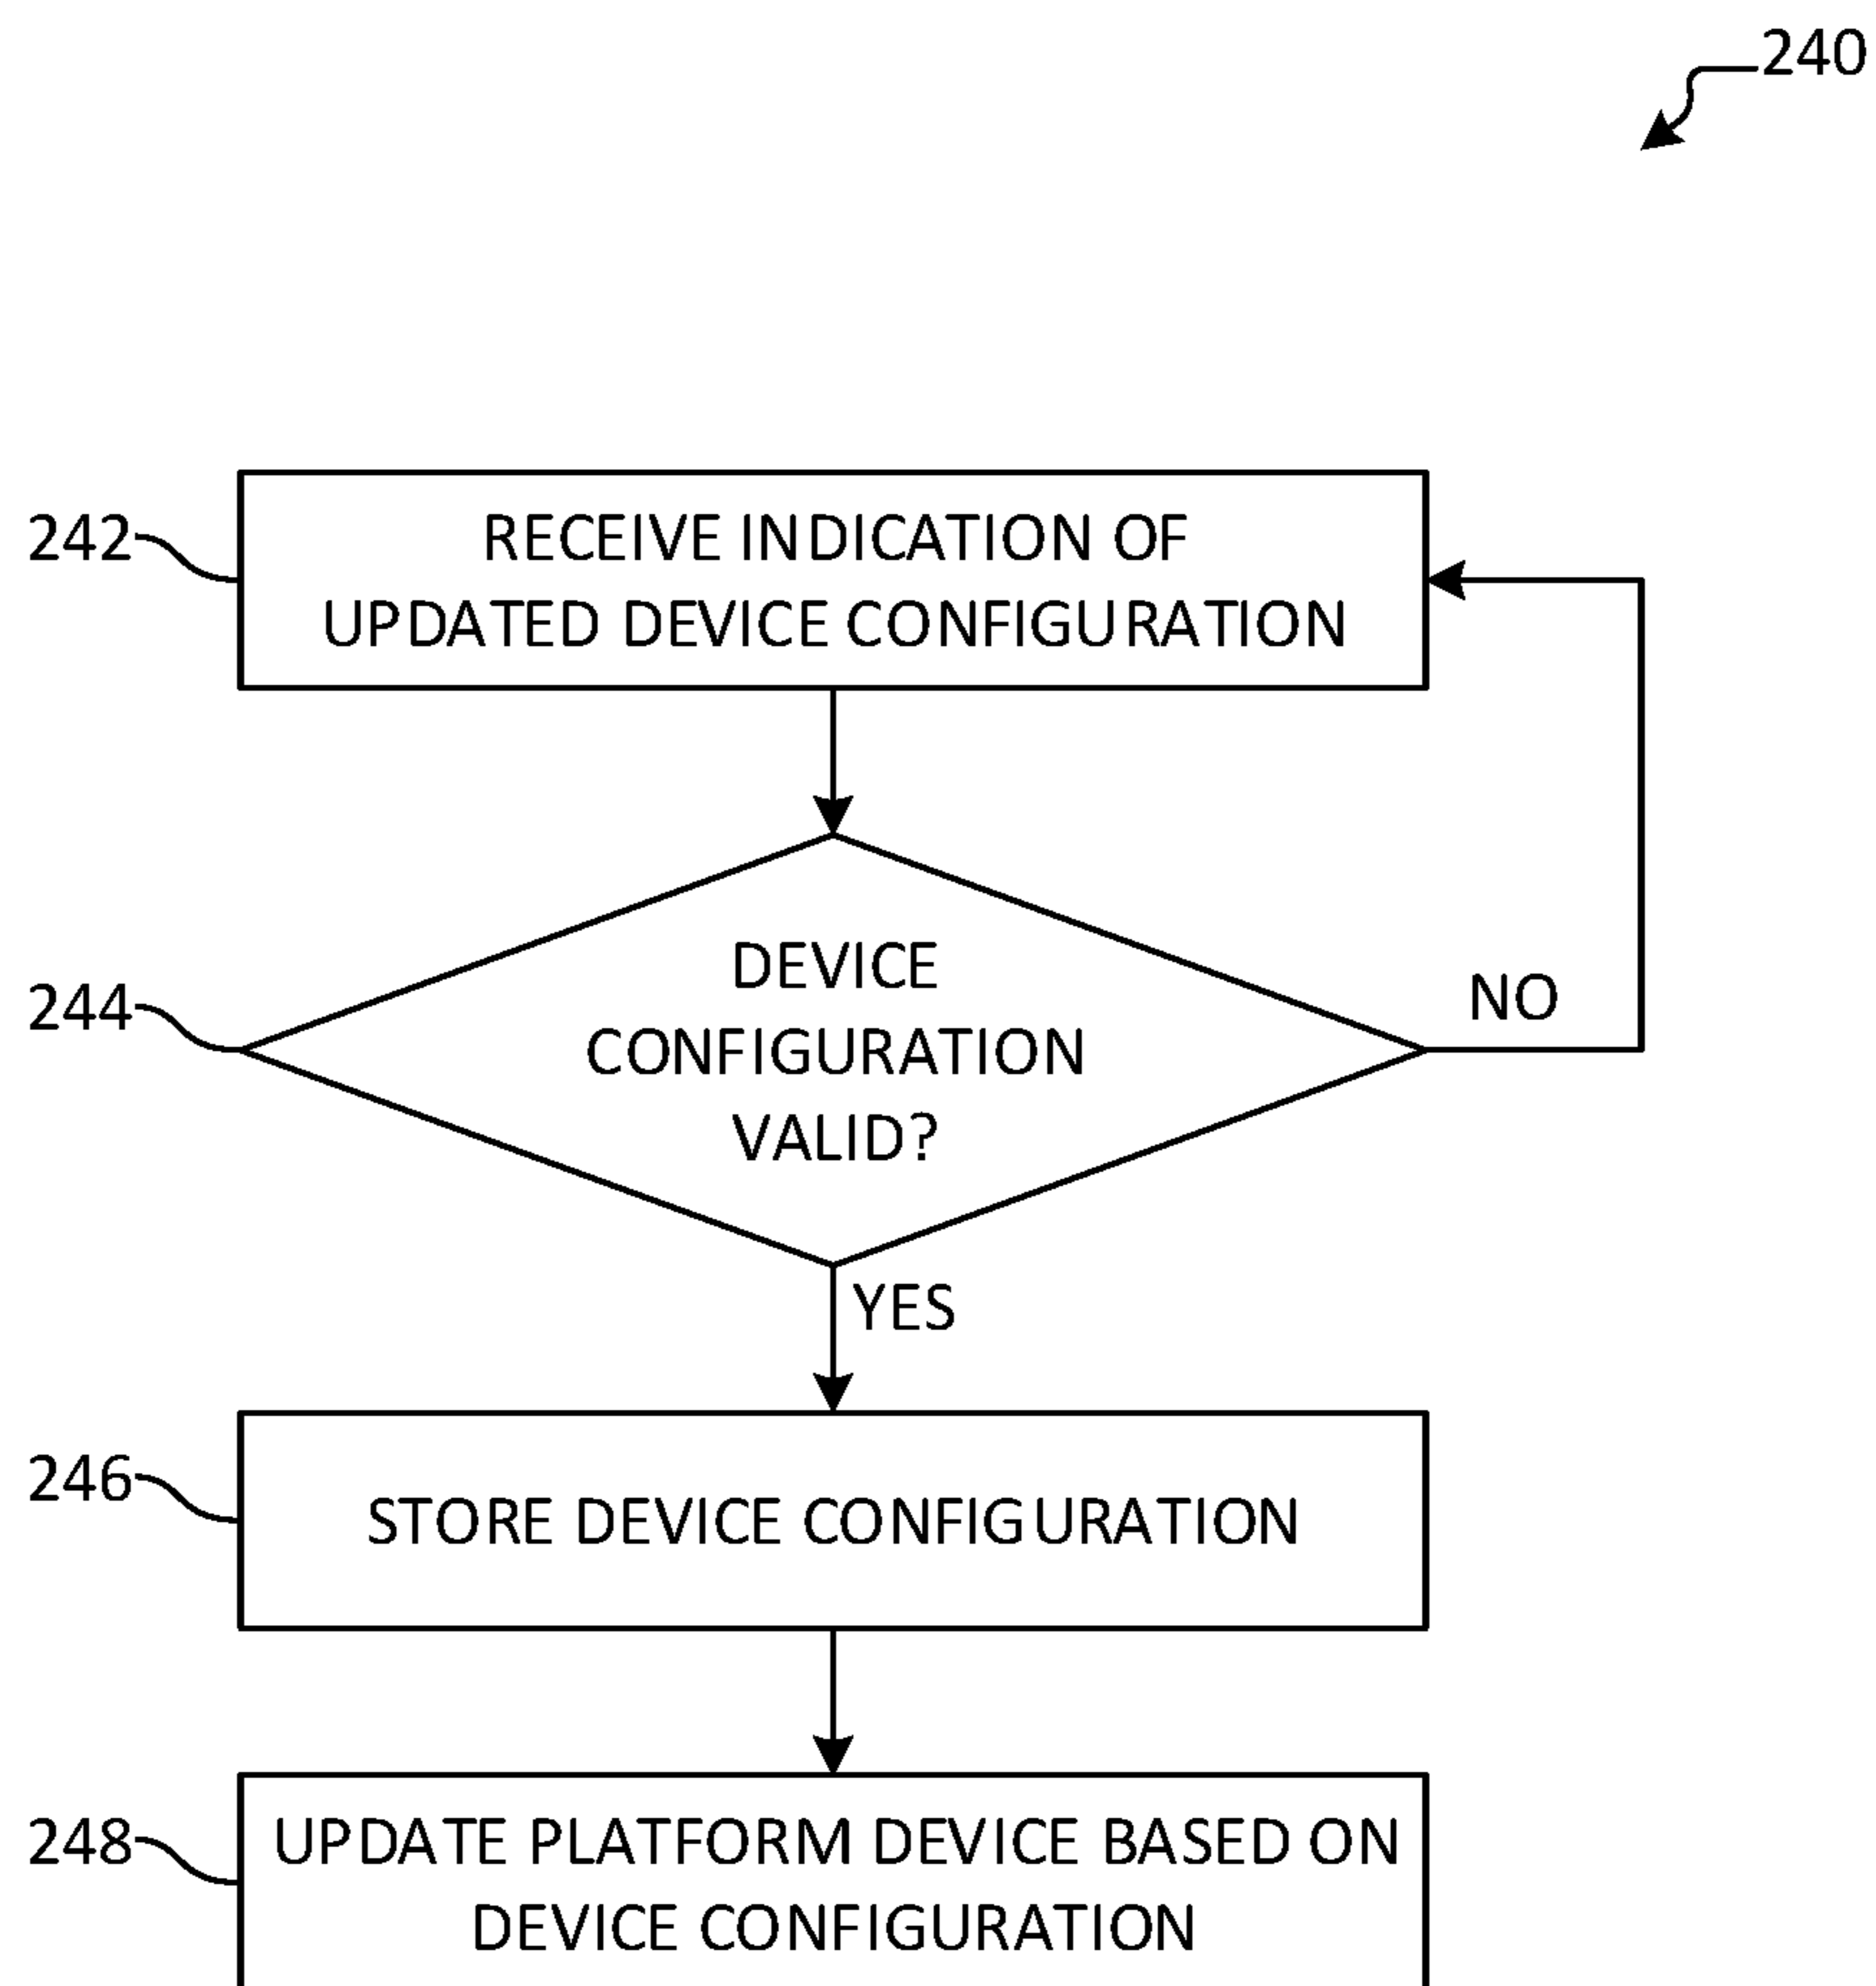 240
242
RECEIVE INDICATION OF
UPDATED DEVICE CONFIGURATION
244
DEVICE
CONFIGURATION
VALID?
NO
YES
246
STORE DEVICE CONFIGURATION
248
UPDATE PLATFORM DEVICE BASED ON
DEVICE CONFIGURATION